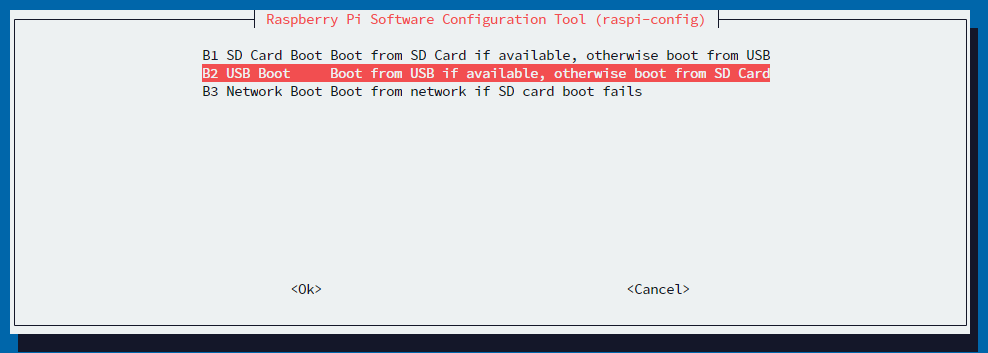 Raspberry Pi Software Configuration Tool (raspi-config)
B1 SD Card Boot Boot from SD Card if available, otherwise boot from USB
B2 USB Boot     Boot from USB if available, otherwise boot from SD Card
B3 Network Boot Boot from network if SD card boot fails
<Ok> <Cancel>